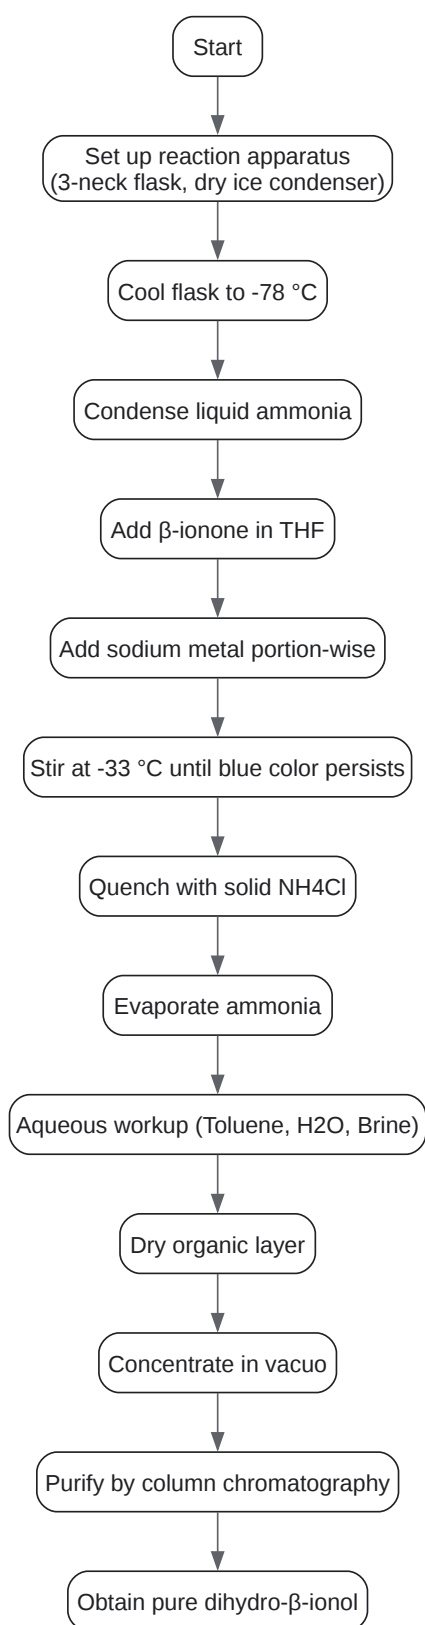 Start
Set up reaction apparatus
(3-neck flask, dry ice condenser)
Cool flask to -78 °C
Condense liquid ammonia
Add β-ionone in THF
Add sodium metal portion-wise
Stir at -33 °C until blue color persists
Quench with solid NH4Cl
Evaporate ammonia
Aqueous workup (Toluene, H2O, Brine)
Dry organic layer
Concentrate in vacuo
Purify by column chromatography
Obtain pure dihydro-β-ionol